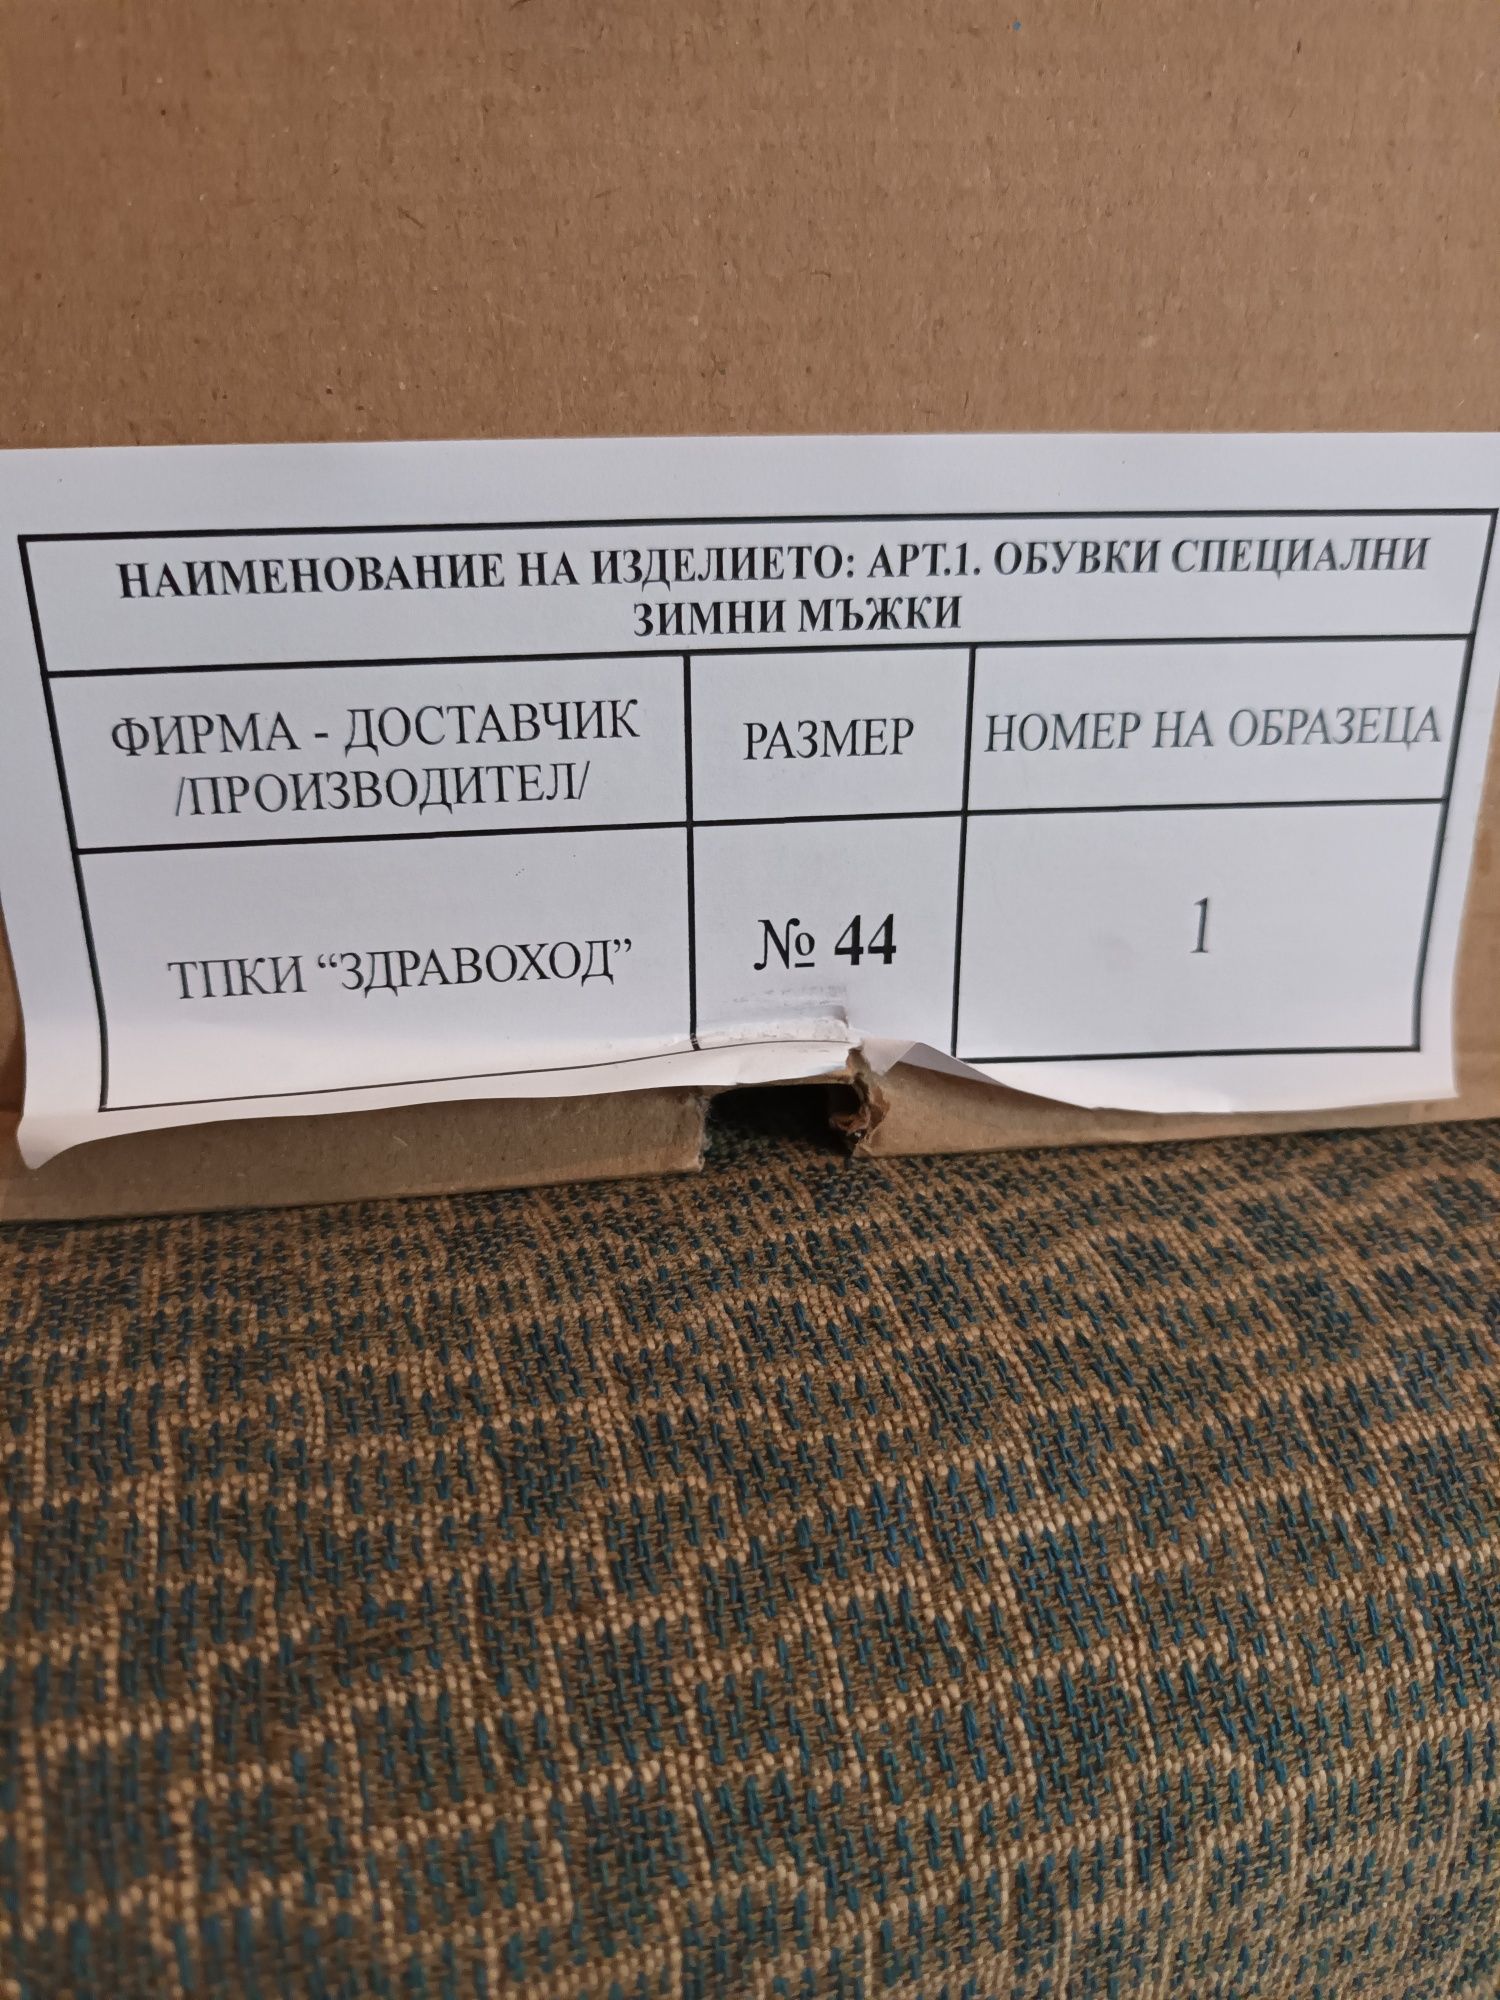 НАИМЕНОВАНИЕ НА ИЗДЕЛИЕТО: АРТ.1. ОБУВКИ СПЕЦИАЛНИ
ЗИМНИ МЪЖКИ
ФИРМА - ДОСТАВЧИК
/ПРОИЗВОДИТЕЛ/
РАЗМЕР
НОМЕР НА ОБРАЗЕЦА
ТПКИ “ЗДРАВОХОД”
№ 44
1